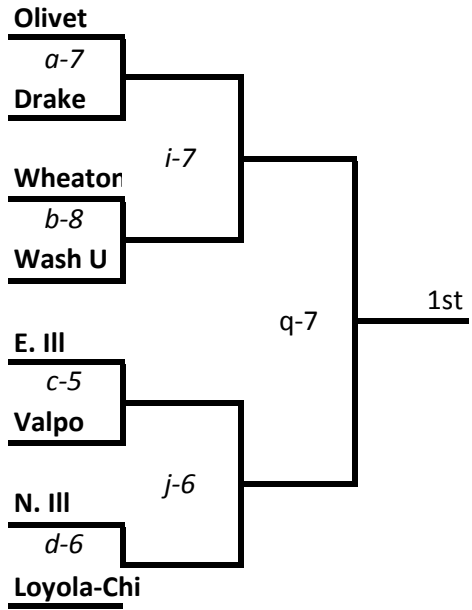 Olivet
a-7
Drake
i-7
Wheaton
b-8
Wash U
q-7
1st
E. Ill
c-5
Valpo
j-6
N. Ill
d-6
Loyola-Chi